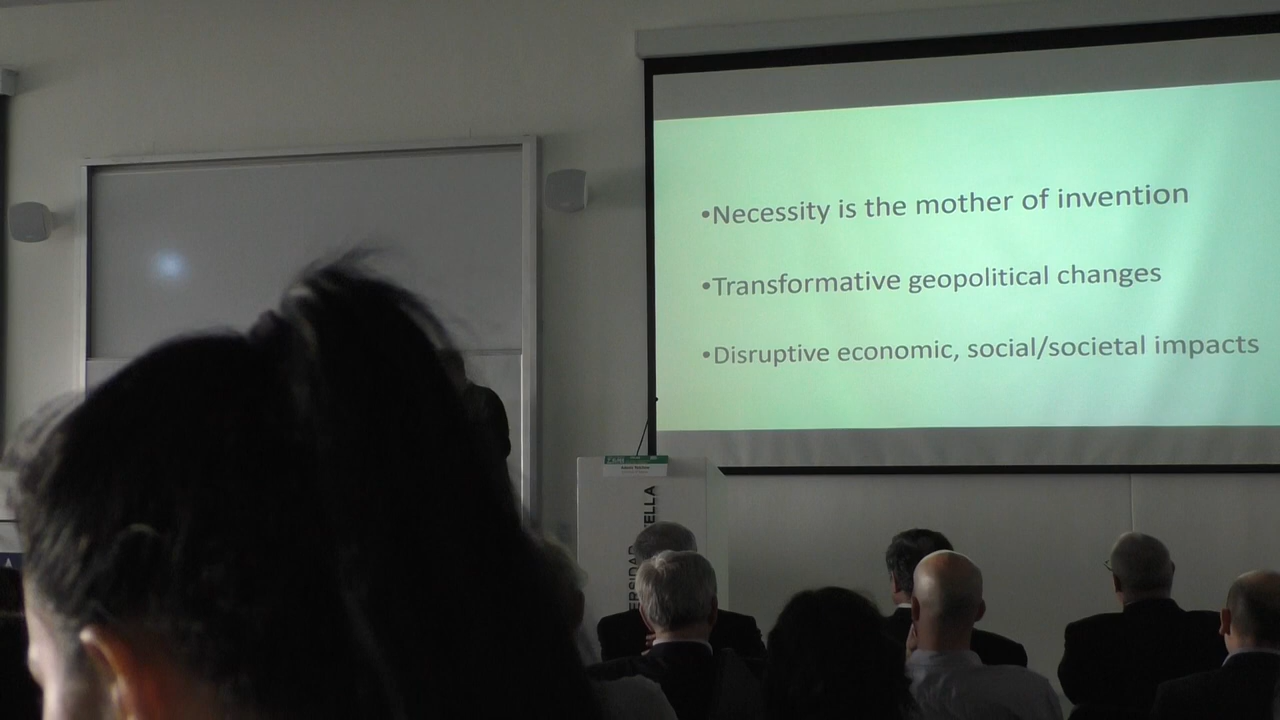 •Necessity is the mother of invention
•Transformative geopolitical changes
•Disruptive economic, social/societal impacts